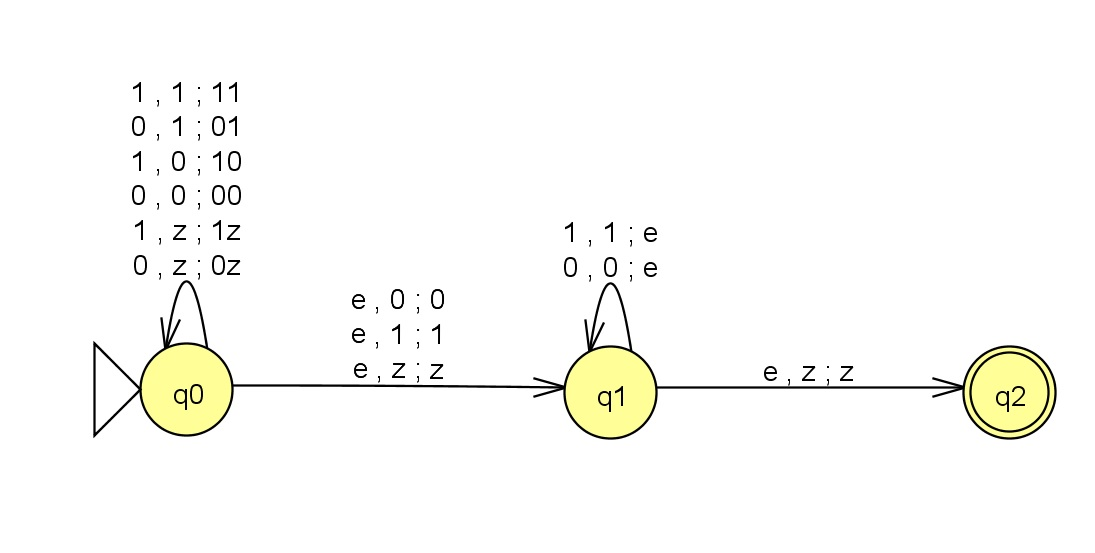 1 , 1 ; 11
0 , 1 ; 01
1 , 0 ; 10
0 , 0 ; 00
1 , z ; 1z
0 , z ; 0z
1 , 1 ; e
0 , 0 ; e
e , 0 ; 0
e , 1 ; 1
e , z ; z
e , z ; z
q0
q1
q2